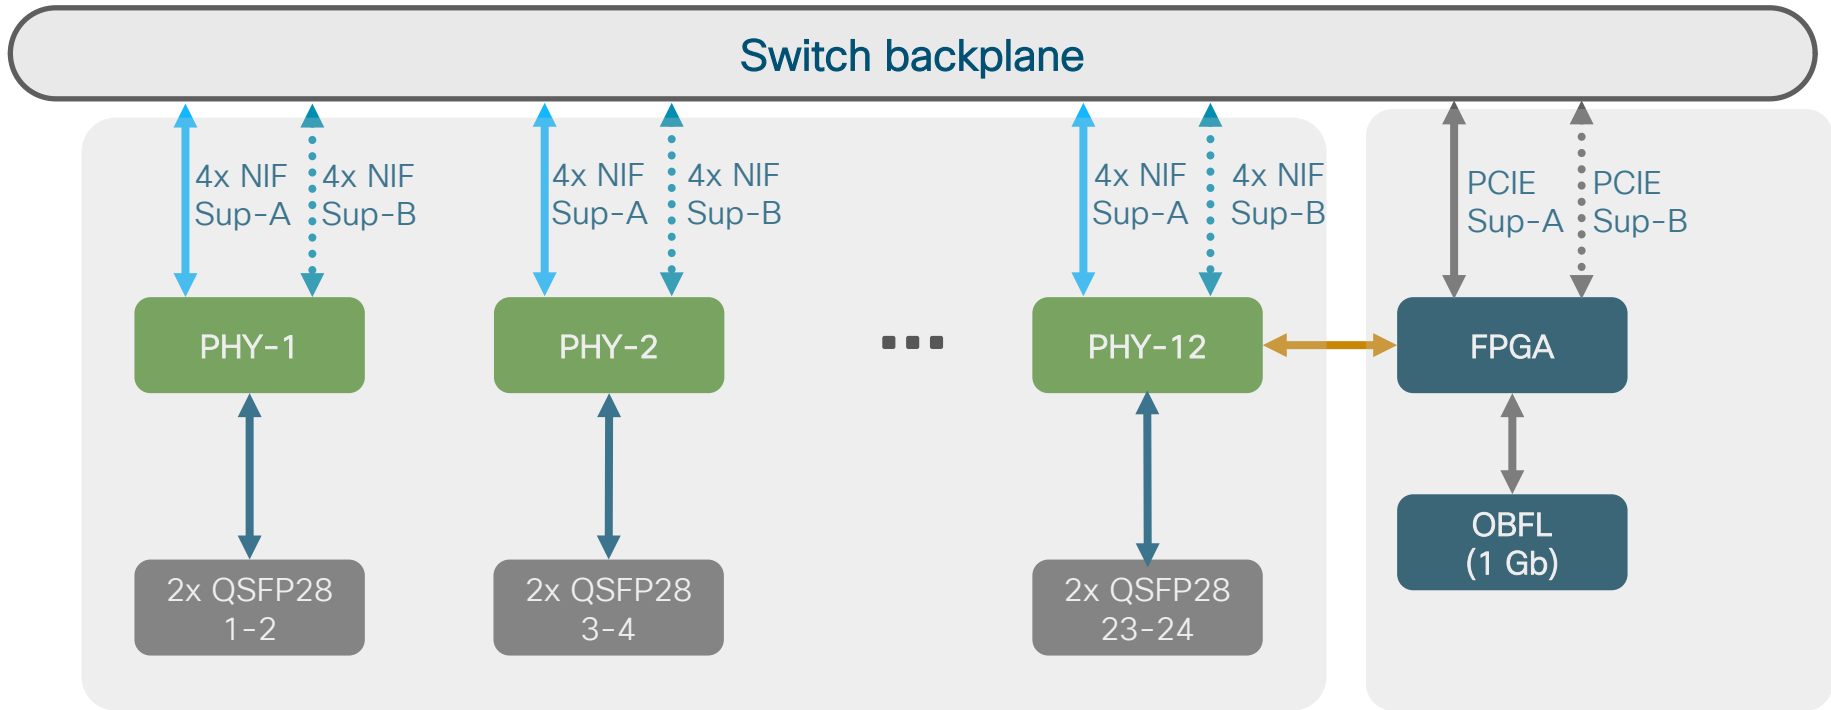 Switch backplane
4x NIF
Sup-A
4x NIF
Sup-B
4x NIF
Sup-A
4x NIF
Sup-B
4x NIF
Sup-A
4x NIF
Sup-B
PCIE
Sup-A
PCIE
Sup-B
PHY-1
PHY-2
PHY-12
FPGA
2x QSFP28
1-2
2x QSFP28
3-4
2x QSFP28
23-24
OBFL
(1 Gb)